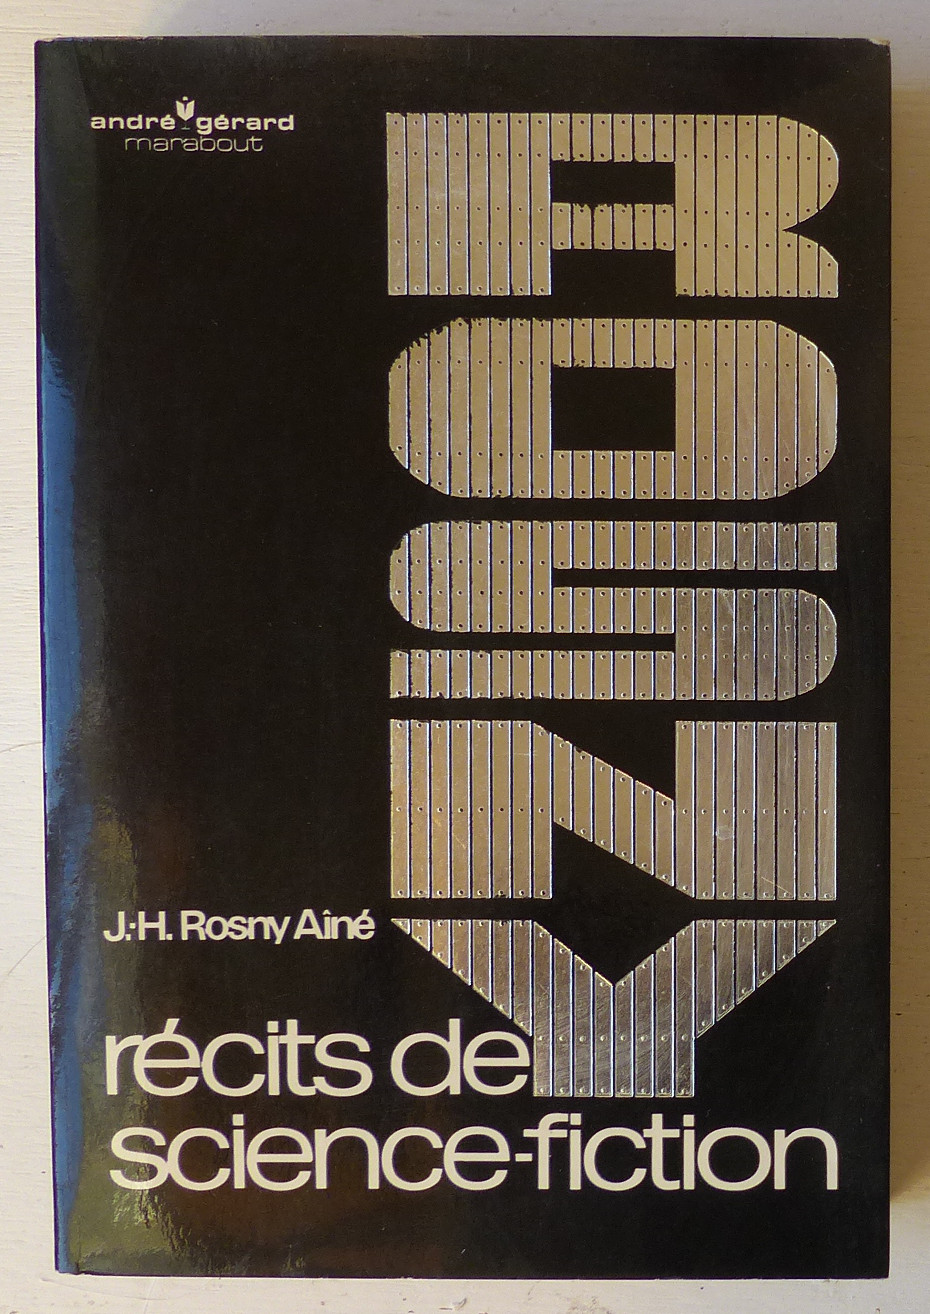 andré gérard
marabout
ROSNY
J.-H. Rosny Aîné
récits de
science-fiction